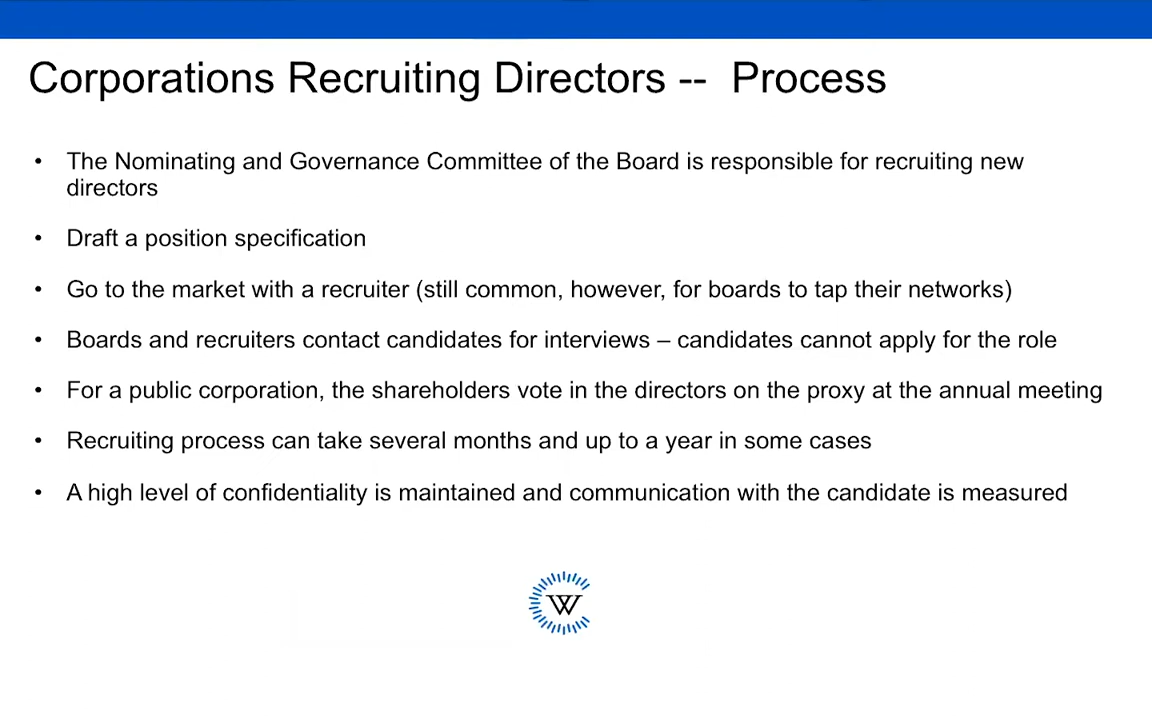 Corporations Recruiting Directors --  Process
• The Nominating and Governance Committee of the Board is responsible for recruiting new
directors
• Draft a position specification
• Go to the market with a recruiter (still common, however, for boards to tap their networks)
• Boards and recruiters contact candidates for interviews – candidates cannot apply for the role
• For a public corporation, the shareholders vote in the directors on the proxy at the annual meeting
• Recruiting process can take several months and up to a year in some cases
• A high level of confidentiality is maintained and communication with the candidate is measured
W